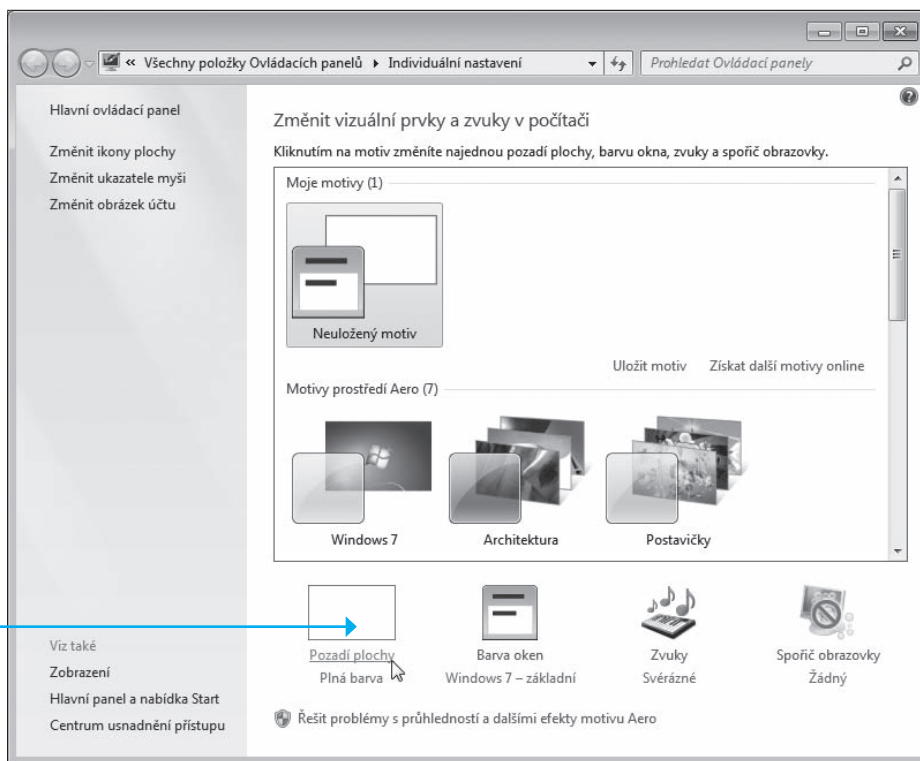 « Všechny položky Ovládacích panelů ▸ Individuální nastavení
Prohledat Ovládací panely
Hlavní ovládací panel
Změnit ikony plochy
Změnit ukazatele myši
Změnit obrázek účtu
Změnit vizuální prvky a zvuky v počítači
Kliknutím na motiv změníte najednou pozadí plochy, barvu okna, zvuky a spořič obrazovky.
Moje motivy (1)
Neuložený motiv
Uložit motiv Získat další motivy online
Motivy prostředí Aero (7)
Windows 7 Architektura Postavičky
Pozadí plochy Barva oken Zvuky Spořič obrazovky
Plná barva Windows 7 – základní Svérázné Žádný
Řešit problémy s průhledností a dalšími efekty motivu Aero
Viz také
Zobrazení
Hlavní panel a nabídka Start
Centrum usnadnění přístupu